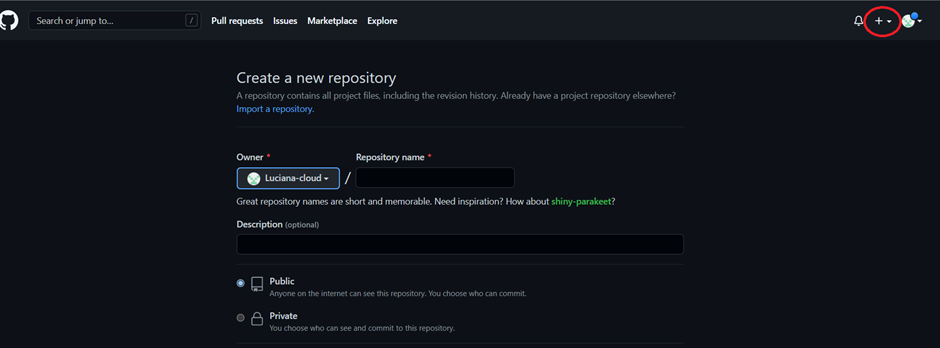 Search or jump to... /
Pull requests Issues Marketplace Explore
Create a new repository
A repository contains all project files, including the revision history. Already have a project repository elsewhere?
Import a repository.
Owner * Repository name *
Luciana-cloud /
Great repository names are short and memorable. Need inspiration? How about shiny-parakeet?
Description (optional)
Public
Anyone on the internet can see this repository. You choose who can commit.
Private
You choose who can see and commit to this repository.